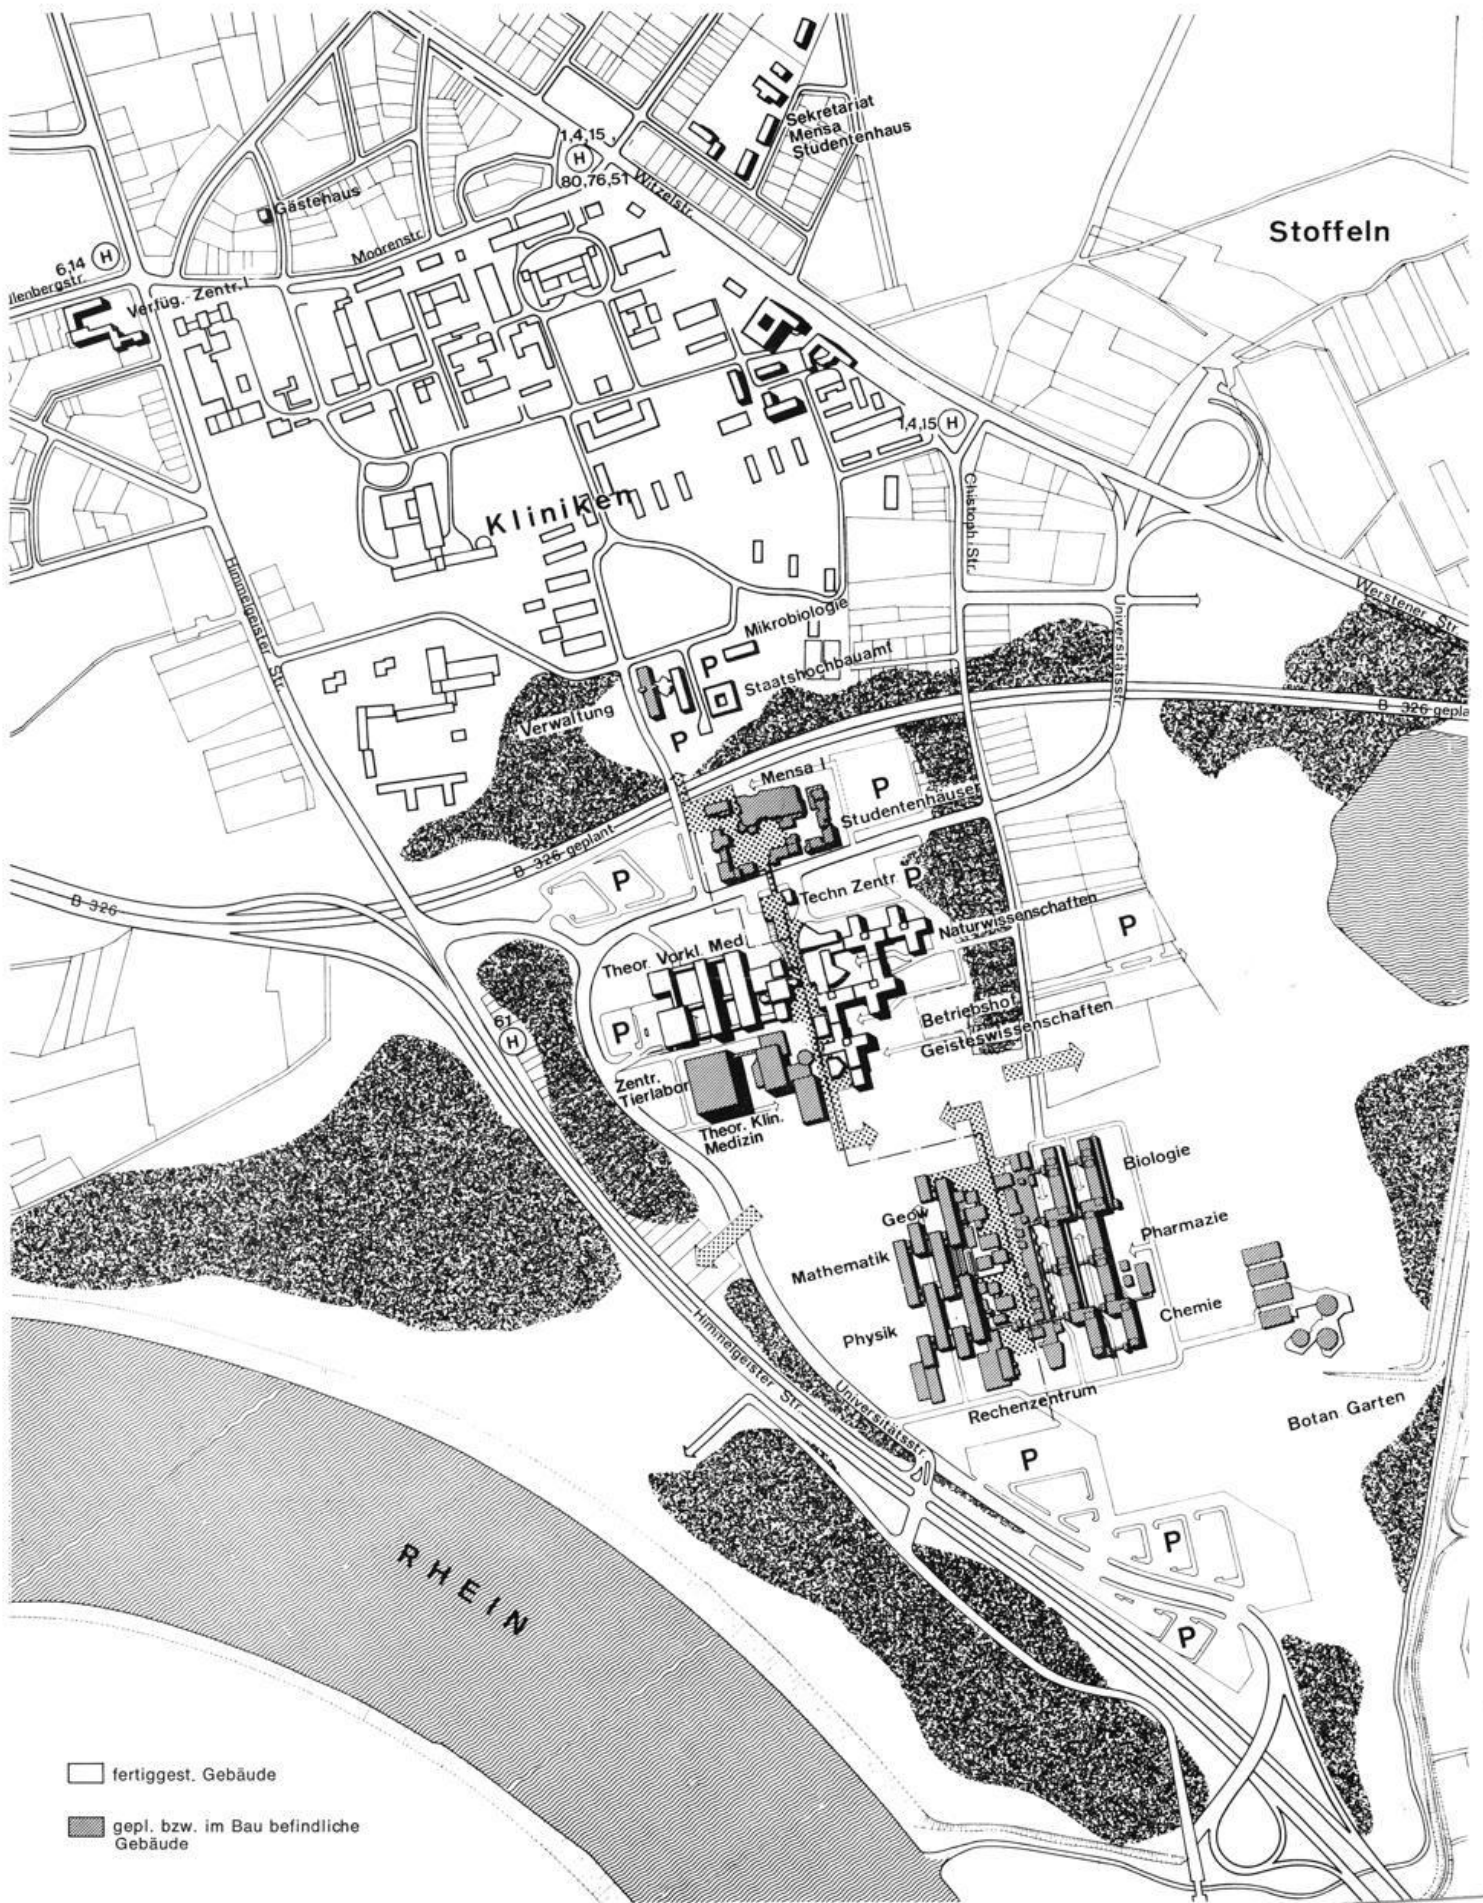 Sekretariat
Mensa
Studentenhaus
1,4,15
H
80,76,51
Witzelstr.
Gästehaus
Moorenstr.
Stoffeln
6,14 H
Verfüg.-Zentr.I
1,4,15 H
Kliniken
Christoph Str.
Himmelgeister Str.
Universitätsstr.
Werstener Str.
Mikrobiologie
P
Staatshochbauamt
Verwaltung
P
B 326 gepla
Mensa I
P
Studentenhäuser
B 326 geplant
P
B 326
Techn Zentr.
P
Naturwissenschaften
P
Theor. Vorkl. Med
P
Betriebshof
Geisteswissenschaften
61
H
Zentr.
Tierlabor
Theor. Klin.
Medizin
Biologie
Geow
Pharmazie
Mathematik
Chemie
Physik
Himmelgeister Str.
Universitätsstr.
Rechenzentrum
Botan. Garten
P
P
P
RHEIN
fertiggest. Gebäude
gepl. bzw. im Bau befindliche
Gebäude